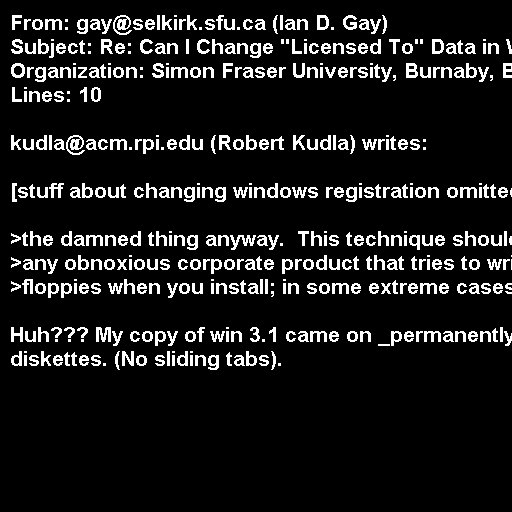 From: gay@selkirk.sfu.ca (Ian D. Gay)
Subject: Re: Can I Change "Licensed To" Data in
Organization: Simon Fraser University, Burnaby,
Lines: 10
kudla@acm.rpi.edu (Robert Kudla) writes:
[stuff about changing windows registration
>the damned thing anyway.  This technique
>any obnoxious corporate product that tries to
>floppies when you install; in some extreme cases
Huh??? My copy of win 3.1 came on _permanently
diskettes. (No sliding tabs).